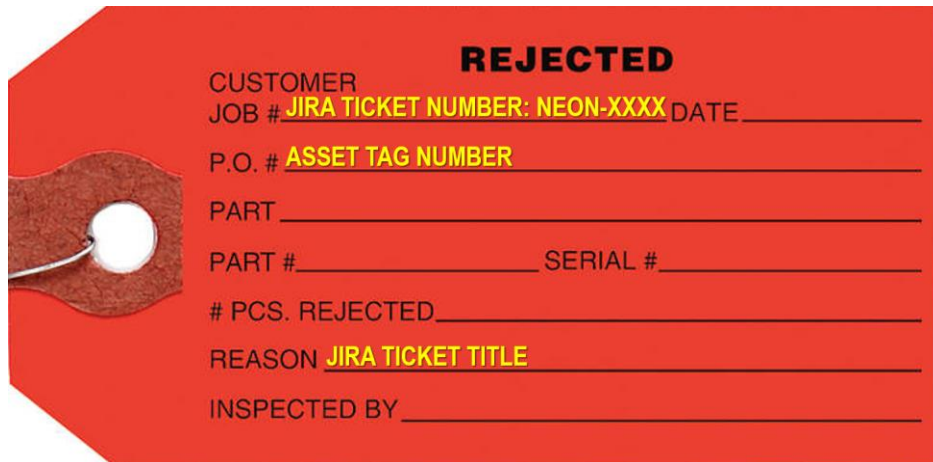 REJECTED
CUSTOMER
JOB # JIRA TICKET NUMBER: NEON-XXXX DATE
P.O. # ASSET TAG NUMBER
PART
PART # SERIAL #
# PCS. REJECTED
REASON JIRA TICKET TITLE
INSPECTED BY